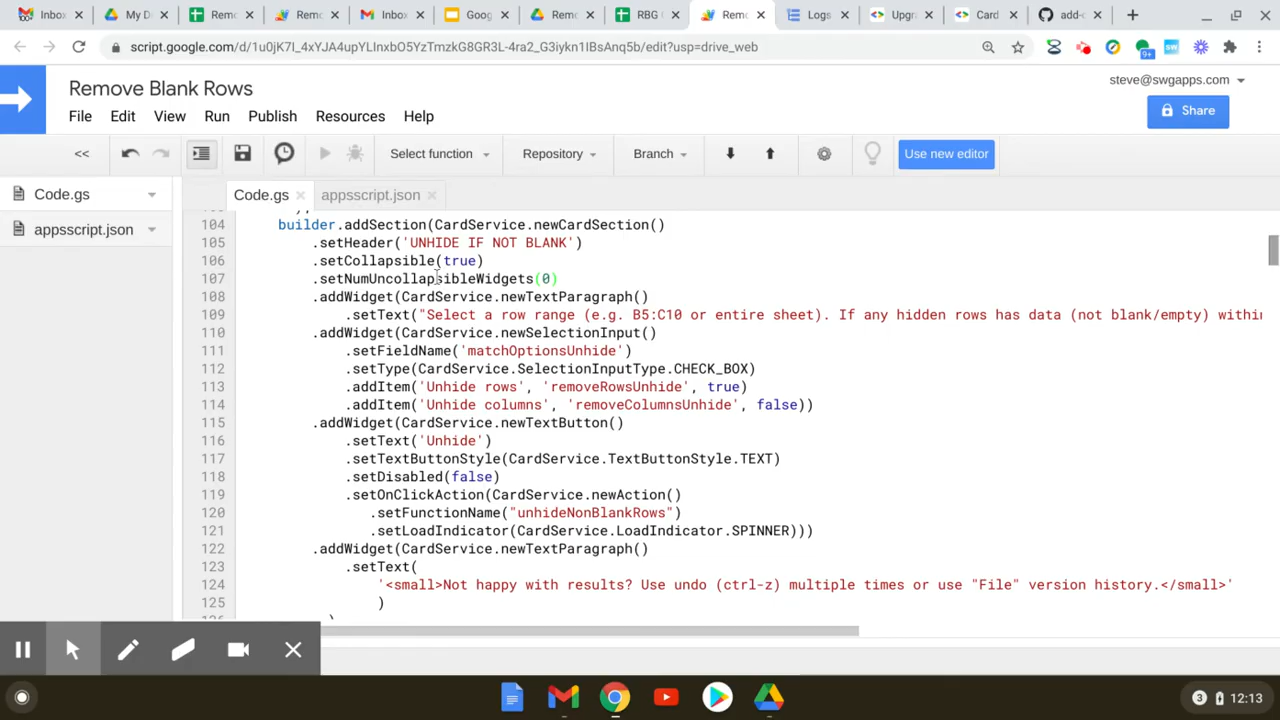 Inbox
My D
Remo
Remo
Inbox
Goog
Remo
RBG C
Remo
Logs
Upgr
Card
add-c
script.google.com/d/
/edit?usp=drive_web
9+
Remove Blank Rows
steve@swgapps.com
File Edit View Run Publish Resources Help
Share
<<
Select function
Repository
Branch
Use new editor
Code.gs
appsscript.json
Code.gs
appsscript.json
104 builder.addSection(CardService.newCardSection()
105 .setHeader('UNHIDE IF NOT BLANK')
106 .setCollapsible(true)
107 .setNumUncollapsibleWidgets(0)
108 .addWidget(CardService.newTextParagraph()
109 .setText("Select a row range (e.g. B5:C10 or entire sheet). If any hidden rows has data (not blank/empty) within
110 .addWidget(CardService.newSelectionInput()
111 .setFieldName('matchOptionsUnhide')
112 .setType(CardService.SelectionInputType.CHECK_BOX)
113 .addItem('Unhide rows', 'removeRowsUnhide', true)
114 .addItem('Unhide columns', 'removeColumnsUnhide', false))
115 .addWidget(CardService.newTextButton()
116 .setText('Unhide')
117 .setTextButtonStyle(CardService.TextButtonStyle.TEXT)
118 .setDisabled(false)
119 .setOnClickAction(CardService.newAction()
120 .setFunctionName("unhideNonBlankRows")
121 .setLoadIndicator(CardService.LoadIndicator.SPINNER)))
122 .addWidget(CardService.newTextParagraph()
123 .setText(
124 '<small>Not happy with results? Use undo (ctrl-z) multiple times or use "File" version history.</small>'
125 )
3 12:13